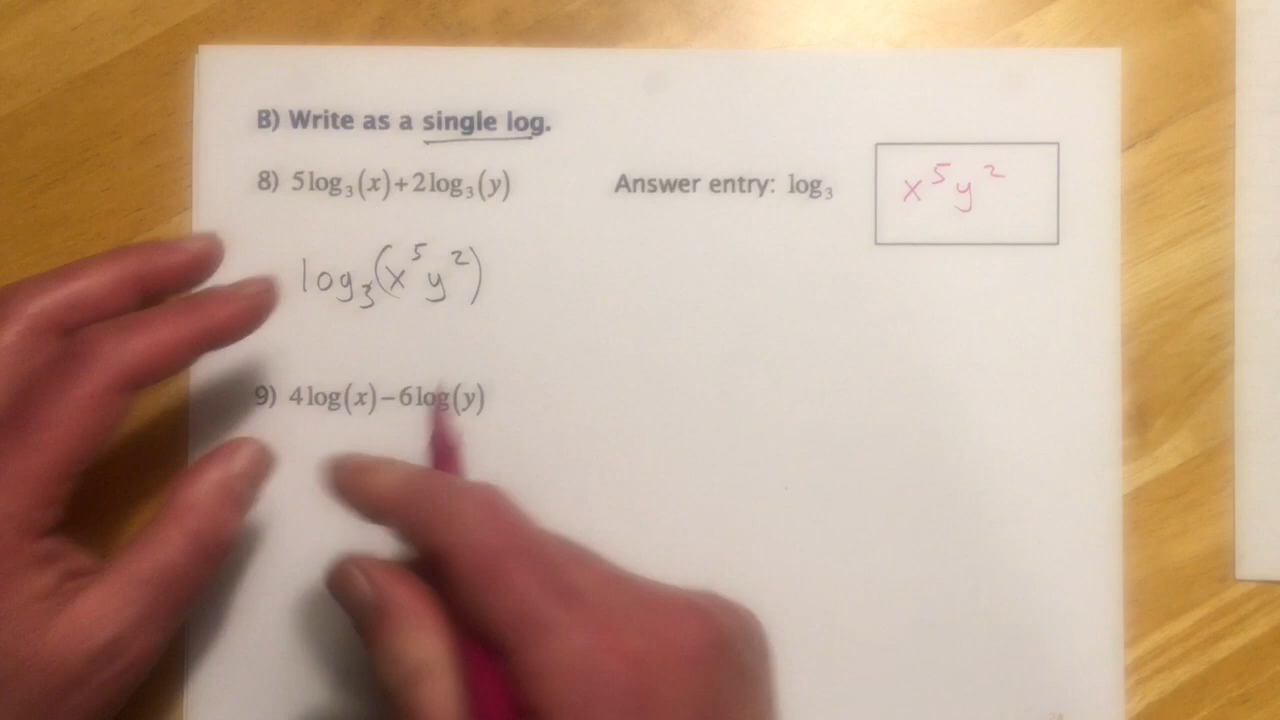 B) Write as a single log.
8) 5log₃(x)+2log₃(y) Answer entry: log₃ x⁵y²
log₃(x⁵y²)
9) 4log(x)−6log(y)